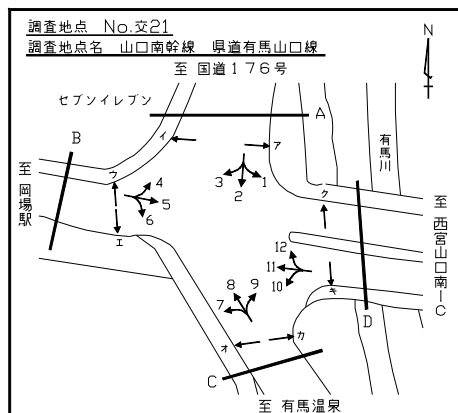 調査地点 No.交21
調査地点名 山口南幹線 県道有馬山口線
至 国道176号
N
セブンイレブン
A
B
イ
ア
有馬川
至 岡場駅
ウ
4
5
6
エ
3
2
1
ク
至 西宮山口南IC
12
11
10
キ
8
9
7
D
オ
カ
C
至 有馬温泉